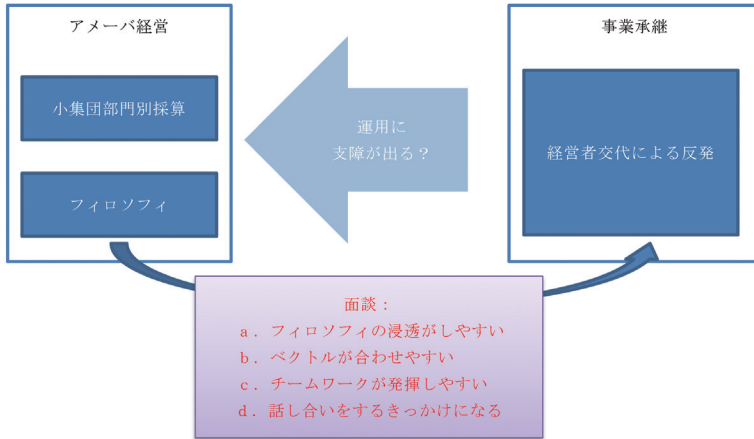 アメーバ経営
小集団部門別採算
フィロソフィ
運用に
支障が出る？
事業承継
経営者交代による反発
面談：
a．フィロソフィの浸透がしやすい
b．ベクトルが合わせやすい
c．チームワークが発揮しやすい
d．話し合いをするきっかけになる